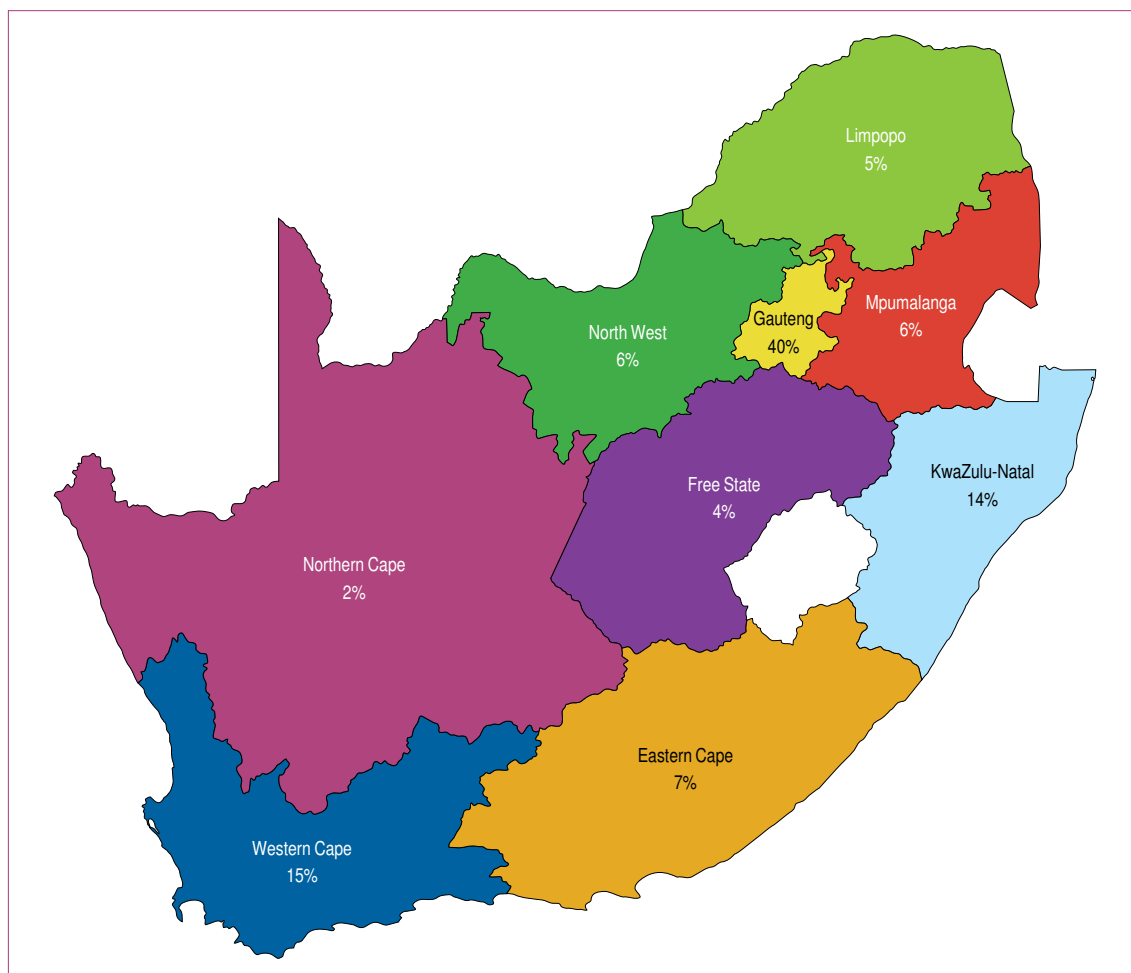 Limpopo
5%
Mpumalanga
6%
Gauteng
40%
North West
6%
KwaZulu-Natal
14%
Free State
4%
Northern Cape
2%
Eastern Cape
7%
Western Cape
15%